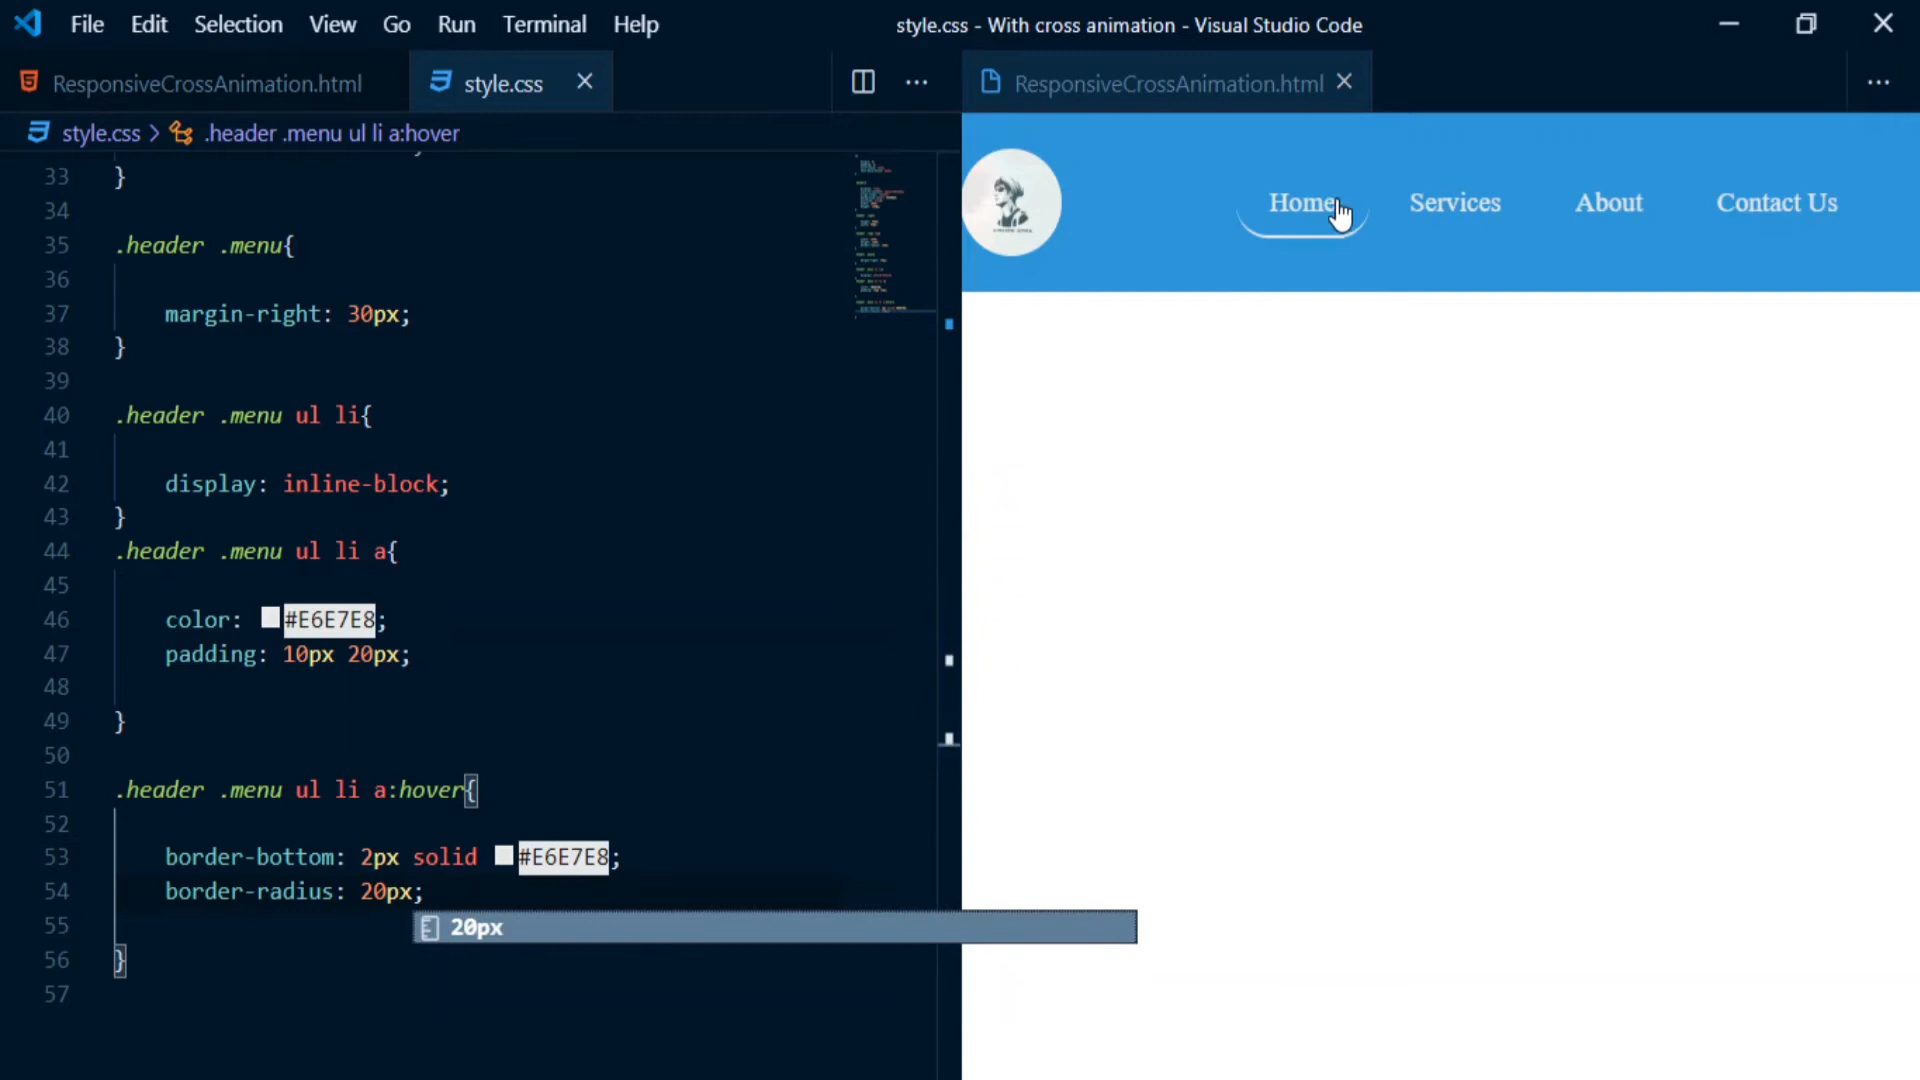 File Edit Selection View Go Run Terminal Help
style.css - With cross animation - Visual Studio Code
ResponsiveCrossAnimation.html
style.css
ResponsiveCrossAnimation.html
style.css > .header .menu ul li a:hover
33 }
34
35 .header .menu{
36
37 margin-right: 30px;
38 }
39
40 .header .menu ul li{
41
42 display: inline-block;
43 }
44 .header .menu ul li a{
45
46 color: #E6E7E8;
47 padding: 10px 20px;
48
49 }
50
51 .header .menu ul li a:hover{
52
53 border-bottom: 2px solid #E6E7E8;
54 border-radius: 20px;
20px
55
56 }
57
Home Services About Contact Us